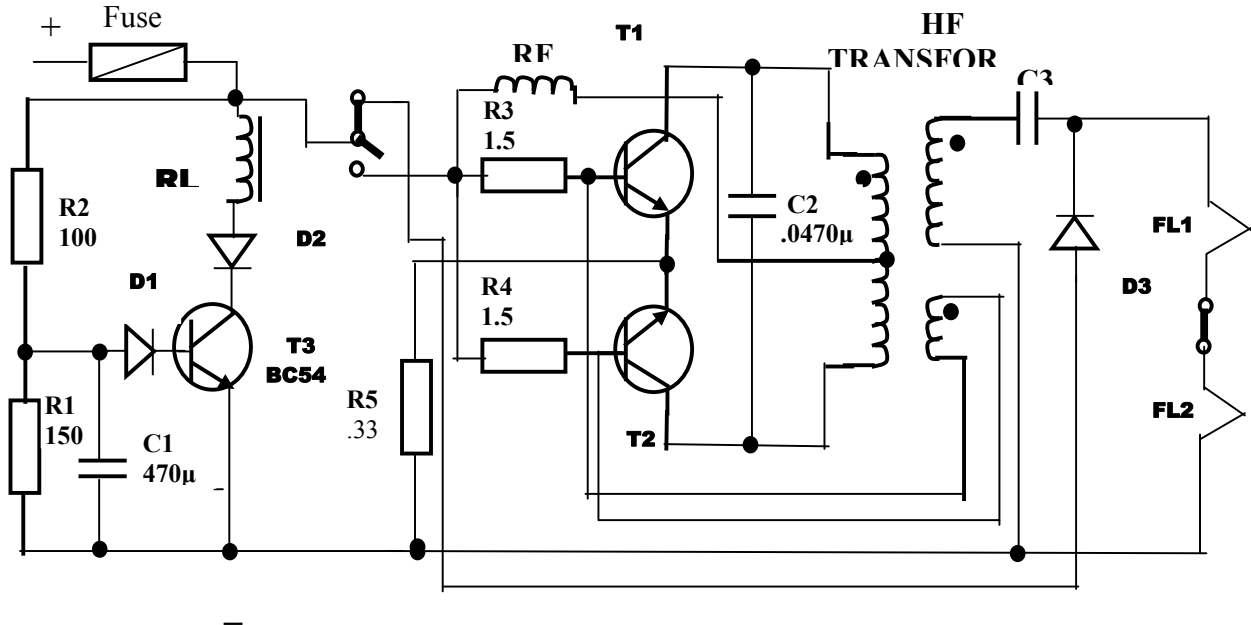 + Fuse
T1
HF
TRANSFOR
RF
C3
R3
1.5
RL
R2
100
D2
C2
.0470µ
FL1
D1
R4
1.5
D3
T3
BC54
R1
150
C1
470µ
R5
.33
T2
FL2
–
–